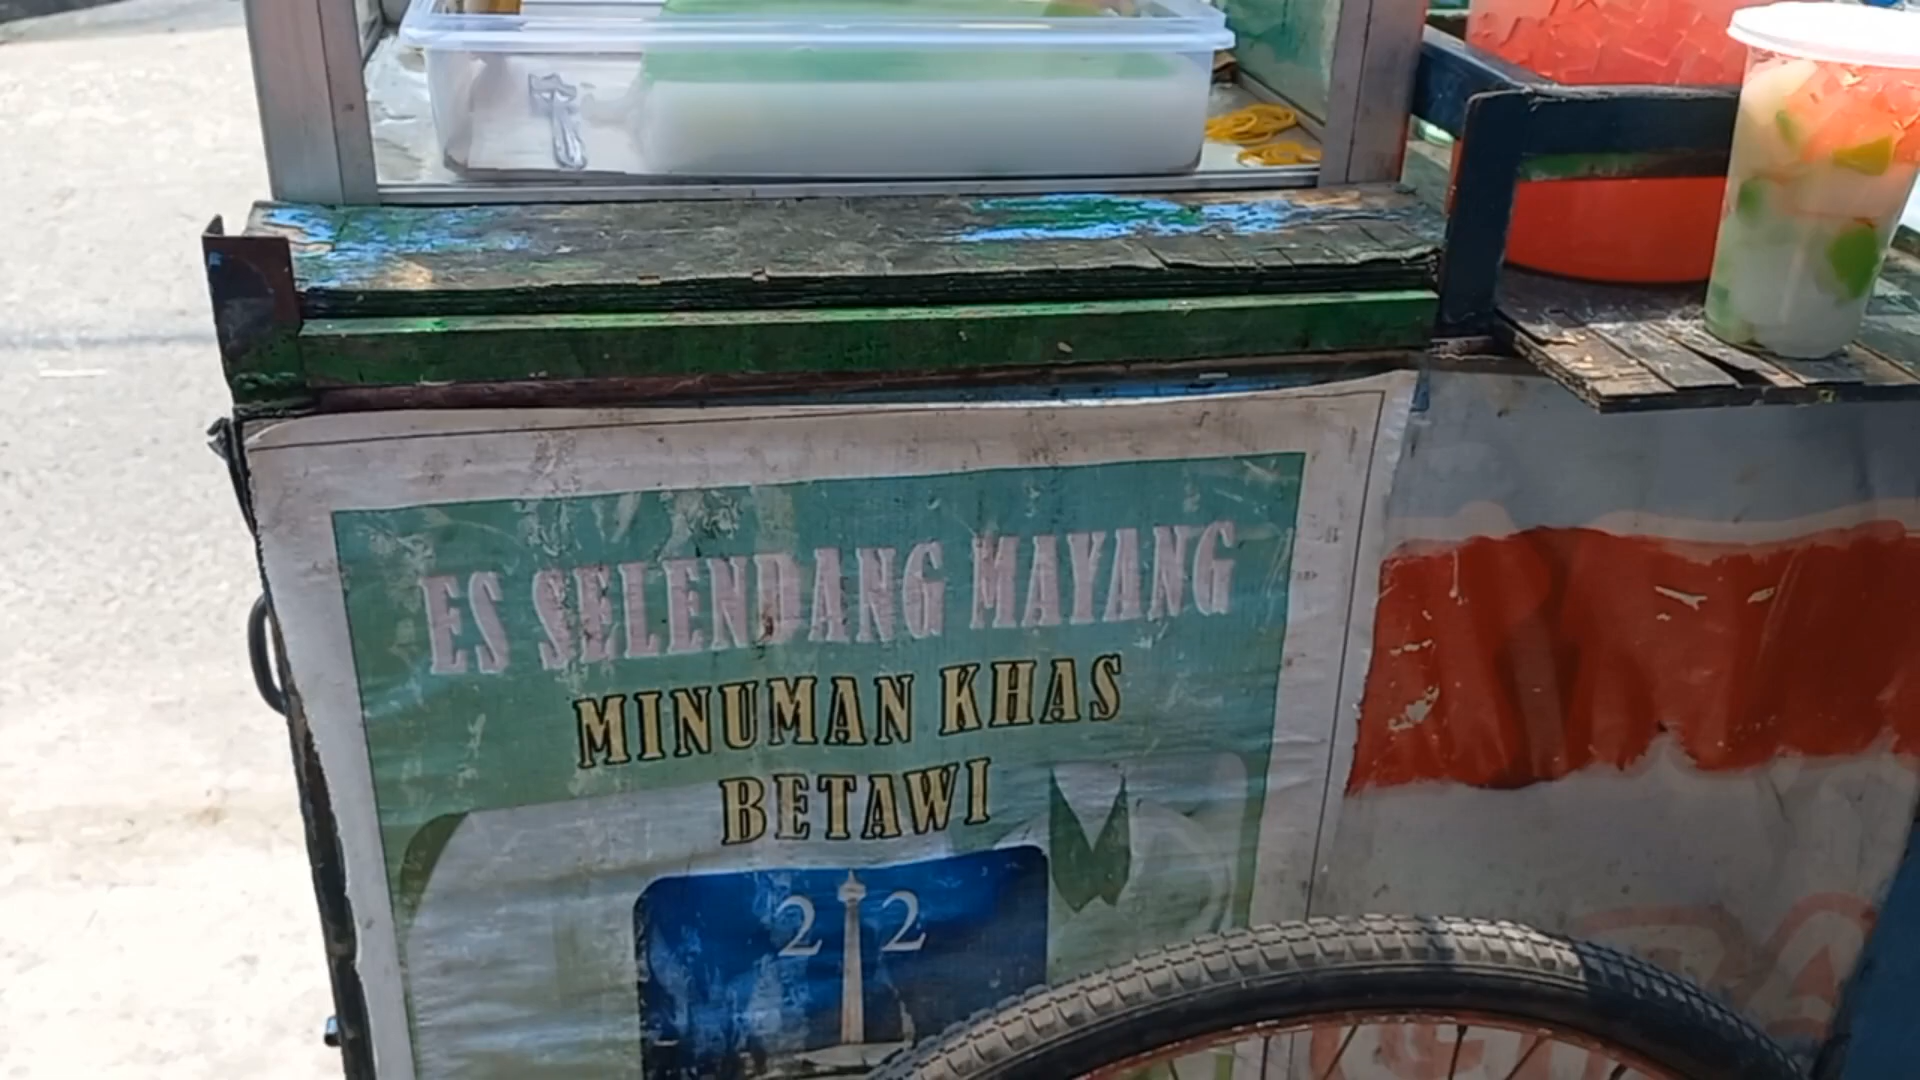 ES SELENDANG MAYANG
MINUMAN KHAS
BETAWI
2 2